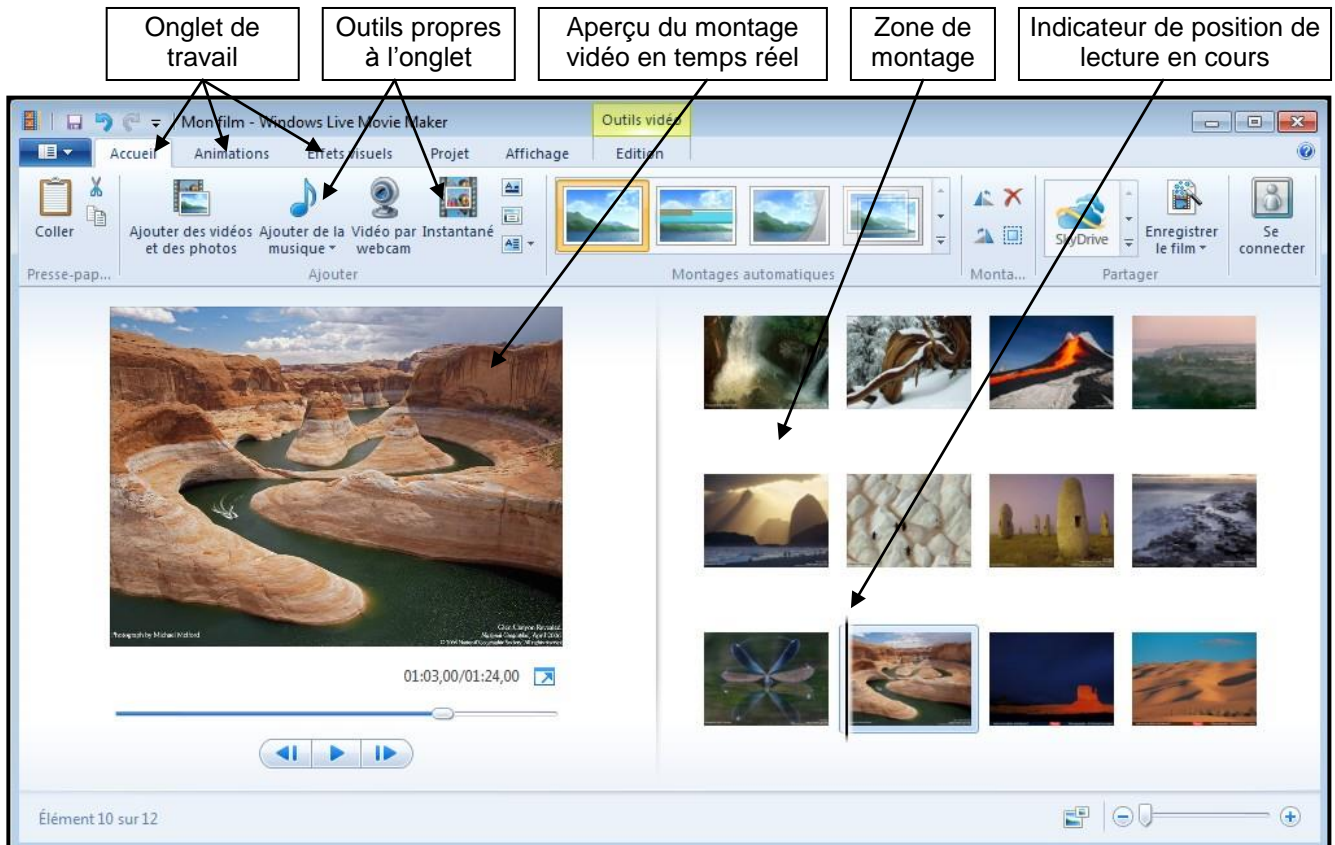 Onglet de
travail
Outils propres
à l'onglet
Aperçu du montage
vidéo en temps réel
Zone de
montage
Indicateur de position de
lecture en cours
Mon film - Windows Live Movie Maker
Outils vidéo
Accueil Animations Effets visuels Projet Affichage Edition
Coller
Ajouter des vidéos
et des photos
Ajouter de la
musique
Vidéo par
webcam
Instantané
SkyDrive
Enregistrer
le film
Se
connecter
Presse-pap...
Ajouter
Montages automatiques
Monta...
Partager
Photograph by Michael Melford
01:03,00/01:24,00
Élément 10 sur 12